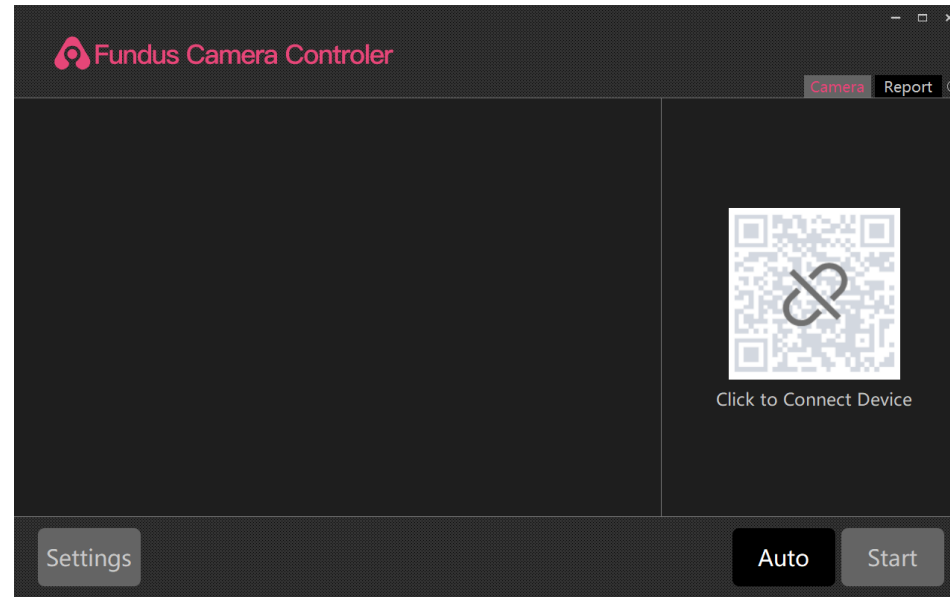 Fundus Camera Controler
Camera Report
Click to Connect Device
Settings Auto Start